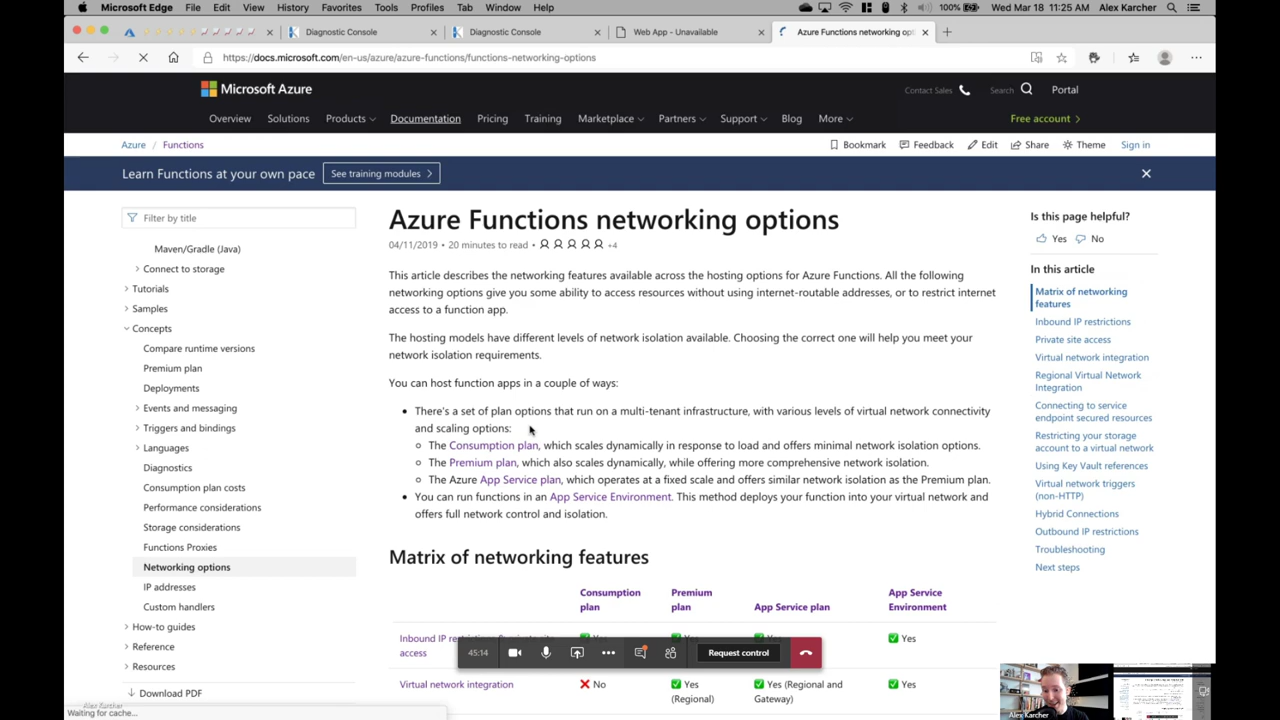 Microsoft Edge File Edit View History Favorites Tools Profiles Tab Window Help 100% Wed Mar 18 11:25 AM Alex Karcher
Diagnostic Console Diagnostic Console Web App - Unavailable Azure Functions networking opti
https://docs.microsoft.com/en-us/azure/azure-functions/functions-networking-options
Microsoft Azure Contact Sales Search Portal
Overview Solutions Products Documentation Pricing Training Marketplace Partners Support Blog More Free account
Azure / Functions Bookmark Feedback Edit Share Theme Sign in
Learn Functions at your own pace See training modules
Filter by title
Maven/Gradle (Java)
Connect to storage
Tutorials
Samples
Concepts
Compare runtime versions
Premium plan
Deployments
Events and messaging
Triggers and bindings
Languages
Diagnostics
Consumption plan costs
Performance considerations
Storage considerations
Functions Proxies
Networking options
IP addresses
Custom handlers
How-to guides
Reference
Resources
Download PDF
Azure Functions networking options
04/11/2019 • 20 minutes to read • +4
This article describes the networking features available across the hosting options for Azure Functions. All the following
networking options give you some ability to access resources without using internet-routable addresses, or to restrict internet
access to a function app.
The hosting models have different levels of network isolation available. Choosing the correct one will help you meet your
network isolation requirements.
You can host function apps in a couple of ways:
• There's a set of plan options that run on a multi-tenant infrastructure, with various levels of virtual network connectivity
and scaling options:
The Consumption plan, which scales dynamically in response to load and offers minimal network isolation options.
The Premium plan, which also scales dynamically, while offering more comprehensive network isolation.
The Azure App Service plan, which operates at a fixed scale and offers similar network isolation as the Premium plan.
• You can run functions in an App Service Environment. This method deploys your function into your virtual network and
offers full network control and isolation.
Matrix of networking features
Consumption plan Premium plan App Service plan App Service Environment
Inbound IP
access Yes
Virtual network integration No Yes (Regional) Yes (Regional and Gateway) Yes
Is this page helpful?
Yes No
In this article
Matrix of networking
features
Inbound IP restrictions
Private site access
Virtual network integration
Regional Virtual Network
Integration
Connecting to service
endpoint secured resources
Restricting your storage
account to a virtual network
Using Key Vault references
Virtual network triggers
(non-HTTP)
Hybrid Connections
Outbound IP restrictions
Troubleshooting
Next steps
45:14 Request control
Alex Karcher
Waiting for cache...
Alex Karcher